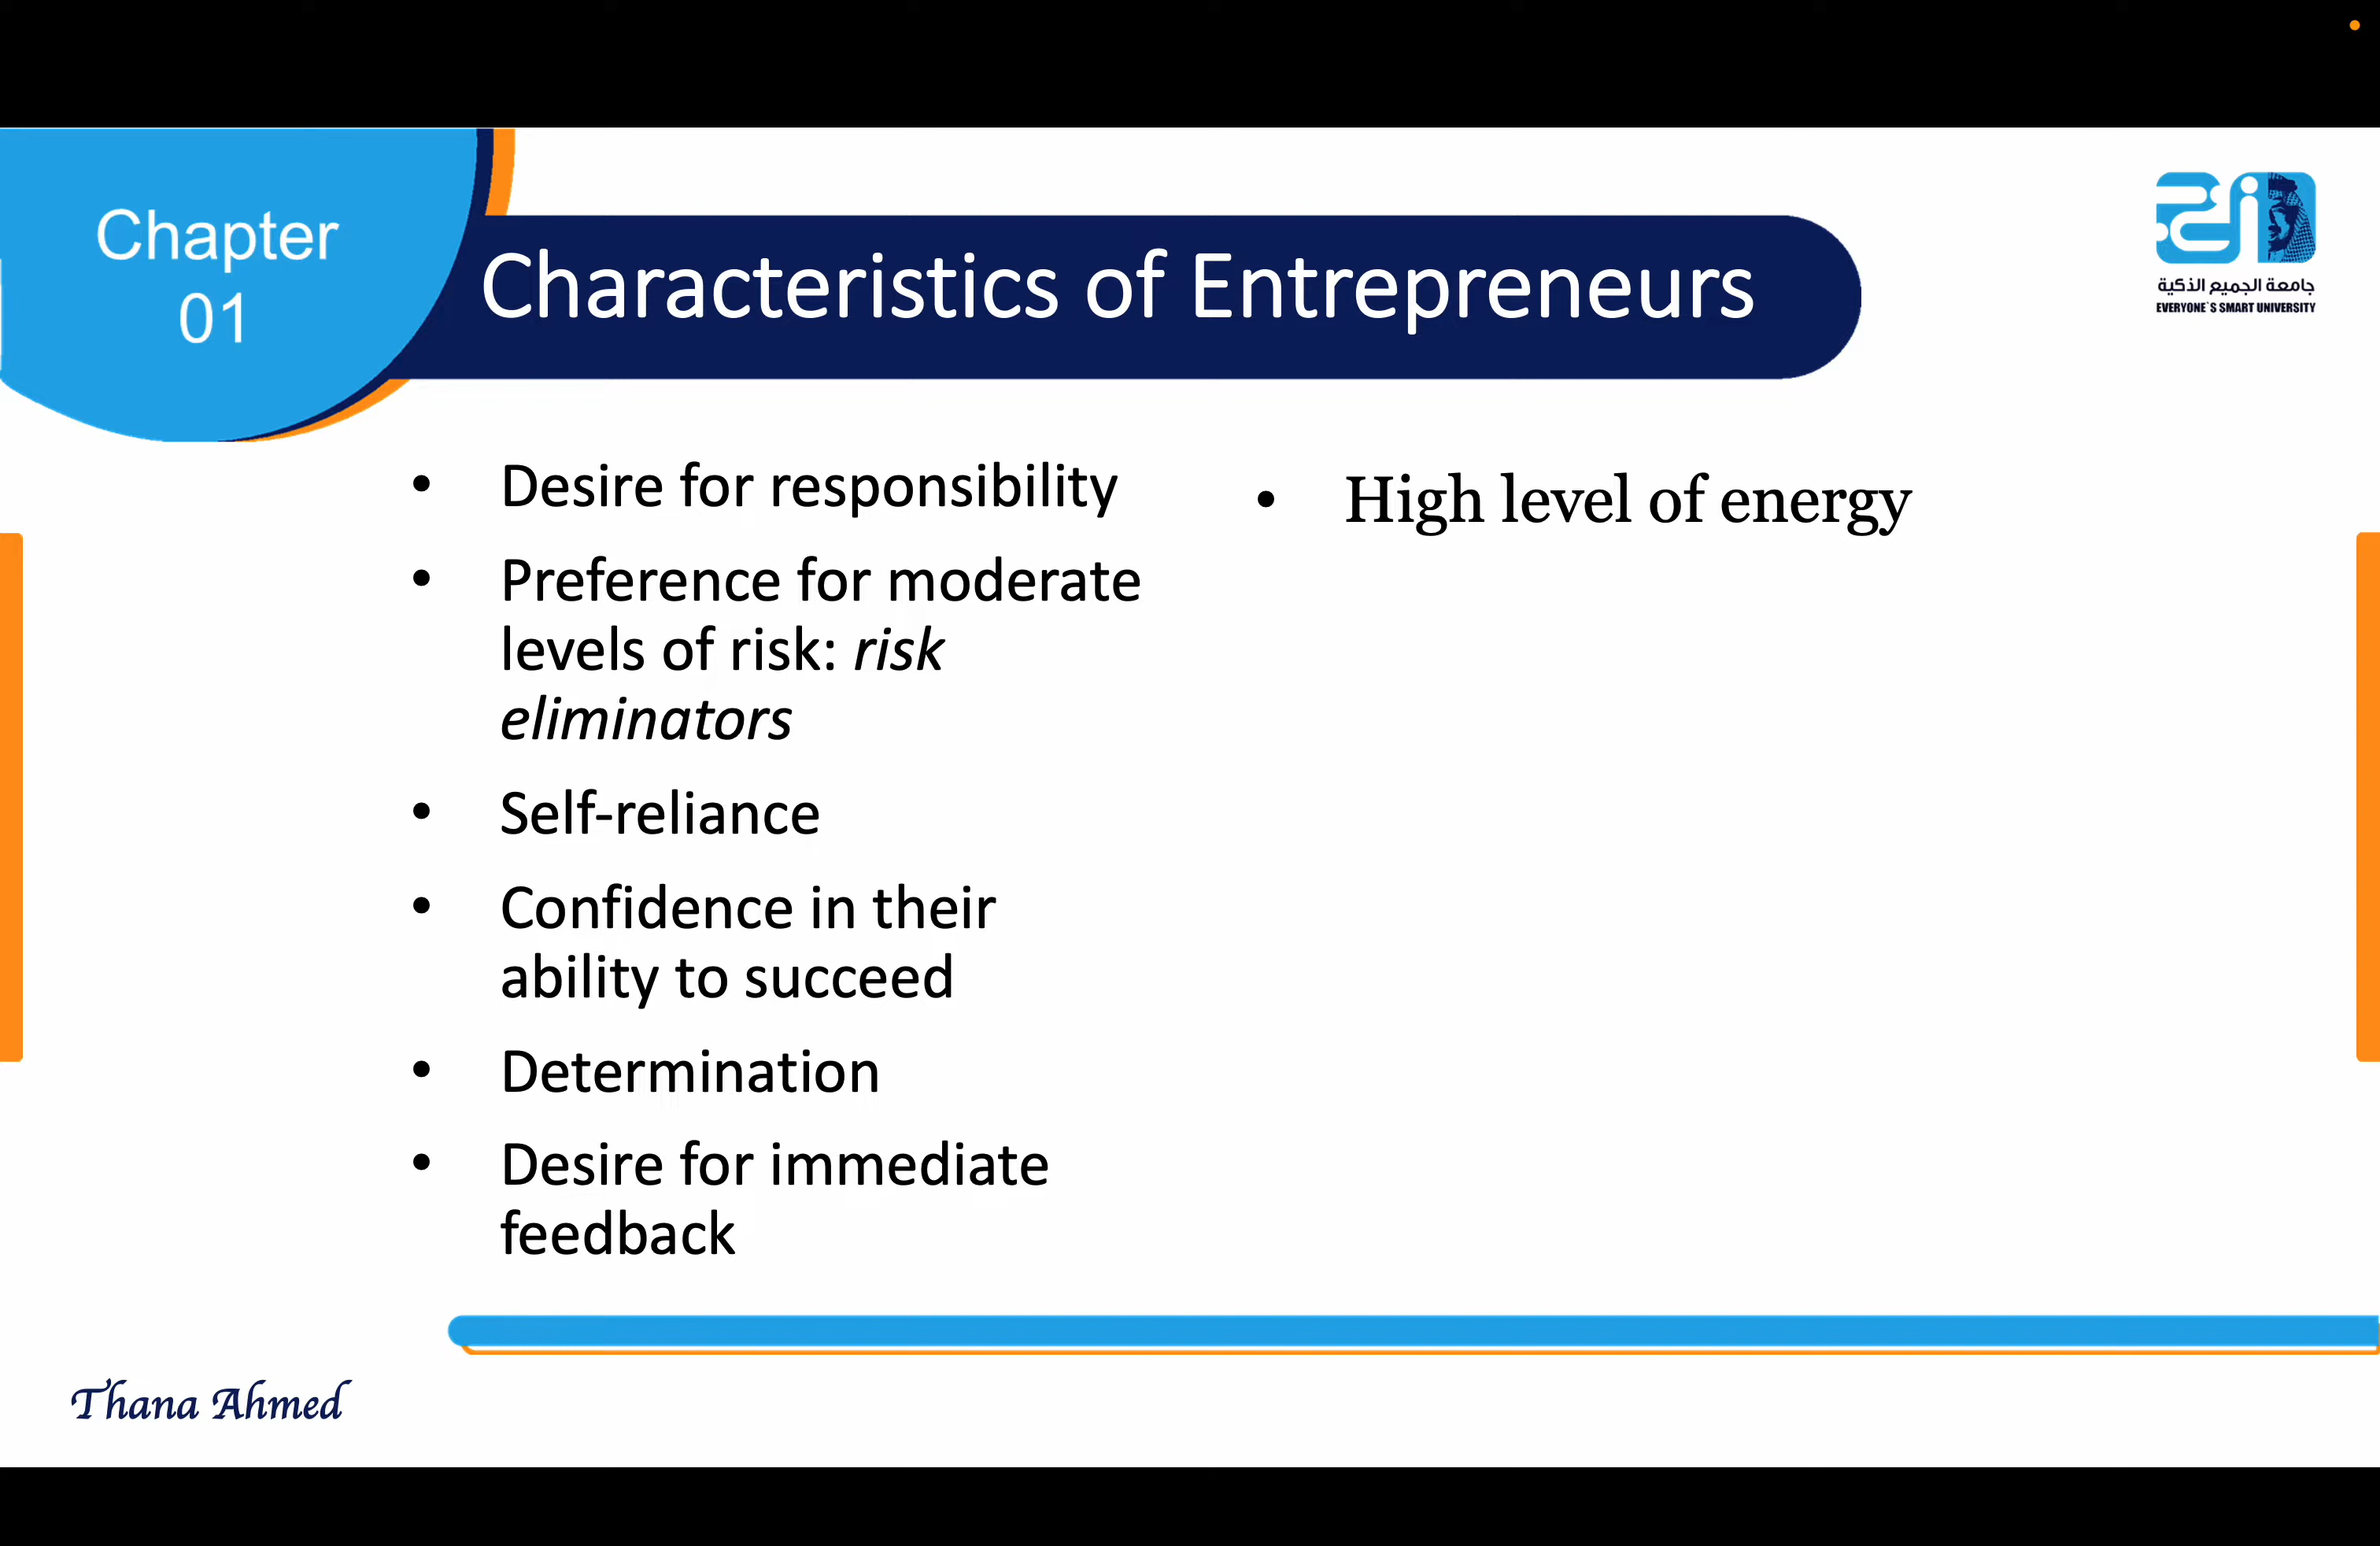 Chapter
01
Characteristics of Entrepreneurs
جامعة الجميع الذكية
EVERYONE`S SMART UNIVERSITY
• Desire for responsibility
• Preference for moderate
levels of risk: risk
eliminators
• Self-reliance
• Confidence in their
ability to succeed
• Determination
• Desire for immediate
feedback
• High level of energy
Thana Ahmed